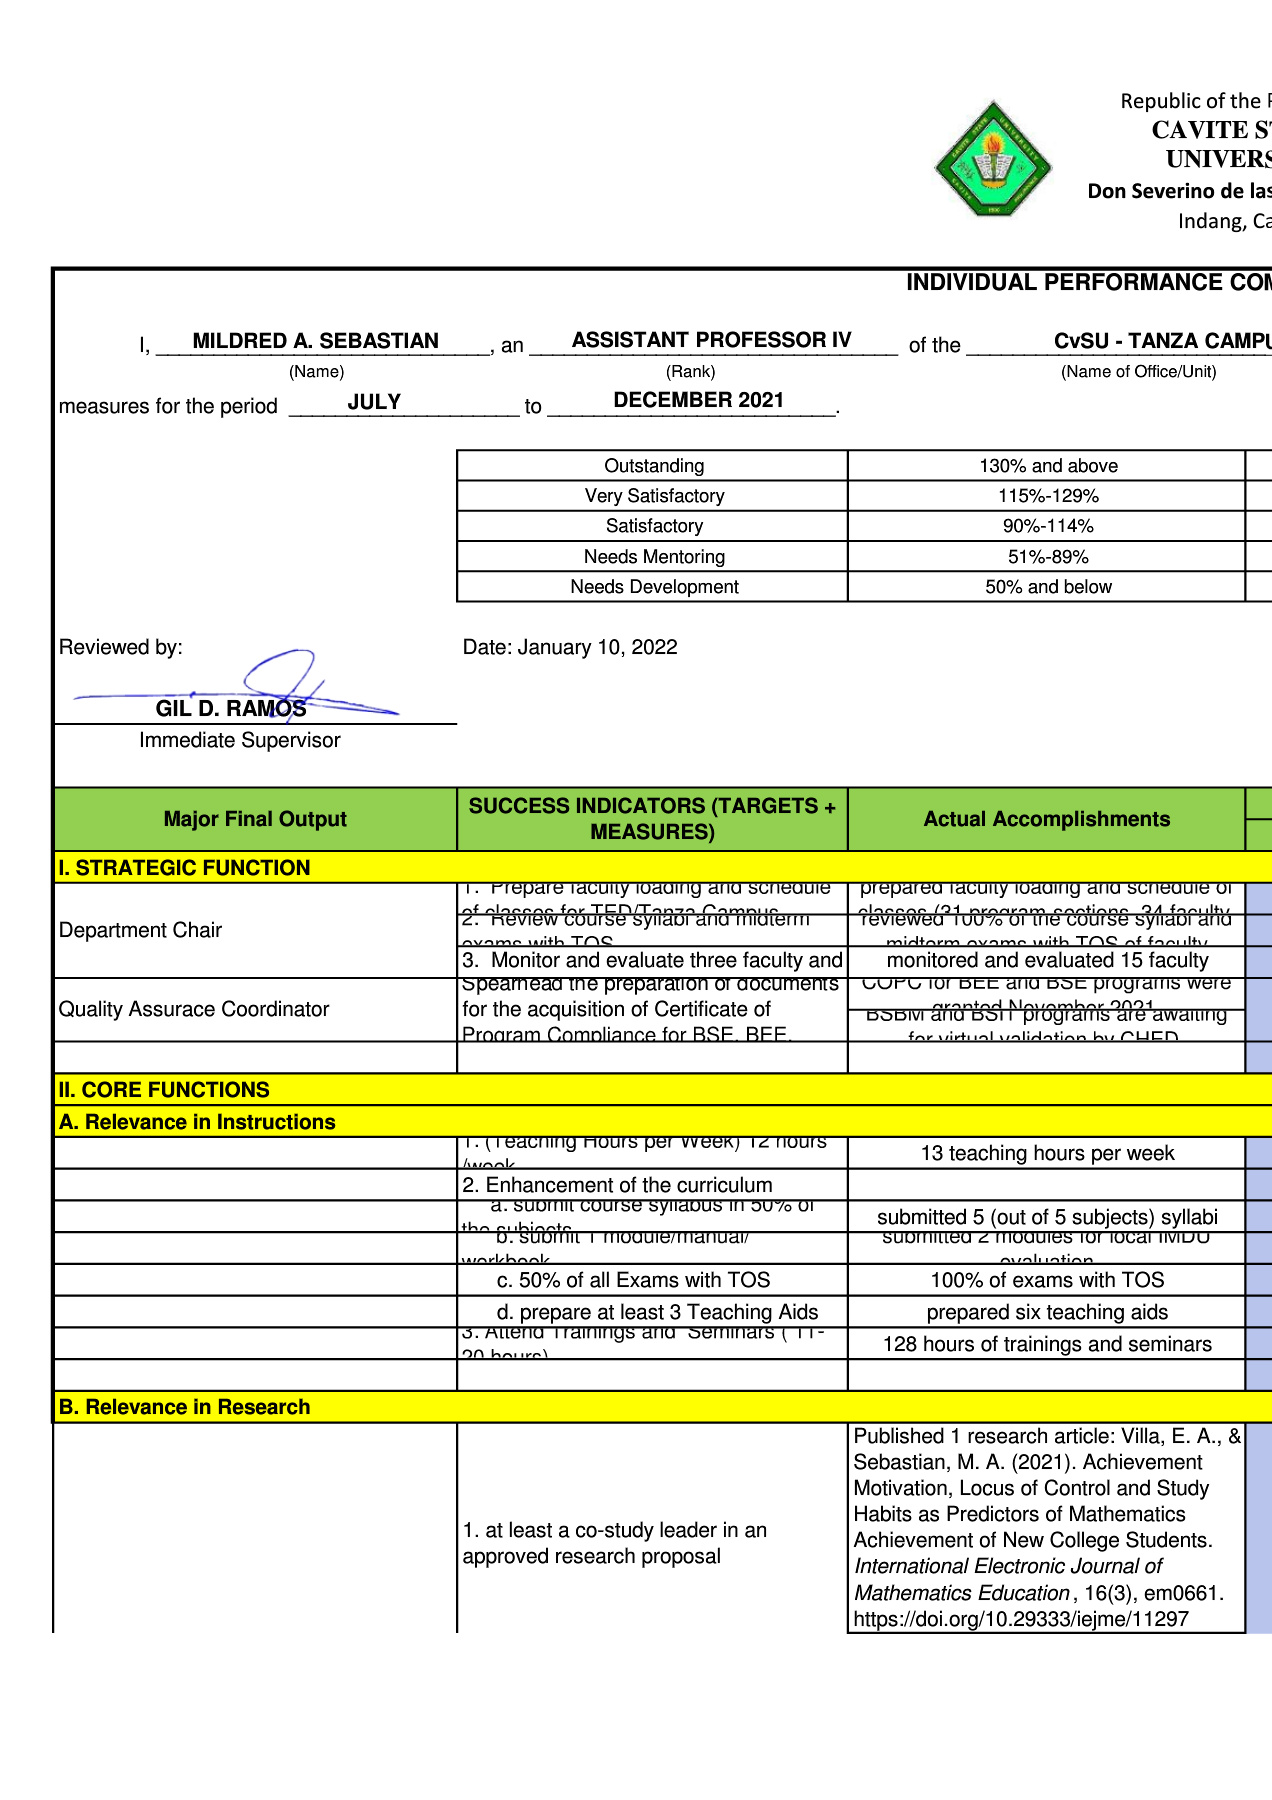 Republic of the
CAVITE
UNIVERS
Don Severino de las
Indang, Ca
INDIVIDUAL PERFORMANCE COM
I, MILDRED A. SEBASTIAN, an ASSISTANT PROFESSOR IV of the CvSU - TANZA CAMPU
(Name) (Rank) (Name of Office/Unit)
measures for the period JULY to DECEMBER 2021.
Outstanding 130% and above
Very Satisfactory 115%-129%
Satisfactory 90%-114%
Needs Mentoring 51%-89%
Needs Development 50% and below
Reviewed by: Date: January 10, 2022
GIL D. RAMOS
Immediate Supervisor
Major Final Output SUCCESS INDICATORS (TARGETS + MEASURES) Actual Accomplishments
I. STRATEGIC FUNCTION
Department Chair
1. Prepare faculty loading and schedule
of classes for TED/Tanza Campus
prepared faculty loading and schedule of
classes (31 program sections, 34 faculty
2. Review course syllabi and midterm
exams with TOS
reviewed 100% of the course syllabi and
midterm exams with TOS of faculty
3. Monitor and evaluate three faculty and
monitored and evaluated 15 faculty
Quality Assurace Coordinator
Spearhead the preparation of documents
for the acquisition of Certificate of
Program Compliance for BSE, BEE,
COPC for BEE and BSE programs were
granted November 2021
BSBM and BSIT programs are awaiting
for virtual validation by CHED
II. CORE FUNCTIONS
A. Relevance in Instructions
1. (Teaching Hours per Week) 12 hours
/week
13 teaching hours per week
2. Enhancement of the curriculum
a. submit course syllabus in 50% of
the subjects
submitted 5 (out of 5 subjects) syllabi
b. submit 1 module/manual/
workbook
submitted 2 modules for local IMDU
evaluation
c. 50% of all Exams with TOS
100% of exams with TOS
d. prepare at least 3 Teaching Aids
prepared six teaching aids
3. Attend Trainings and Seminars ( 11-
20 hours)
128 hours of trainings and seminars
B. Relevance in Research
1. at least a co-study leader in an
approved research proposal
Published 1 research article: Villa, E. A., &
Sebastian, M. A. (2021). Achievement
Motivation, Locus of Control and Study
Habits as Predictors of Mathematics
Achievement of New College Students.
International Electronic Journal of
Mathematics Education, 16(3), em0661.
https://doi.org/10.29333/iejme/11297